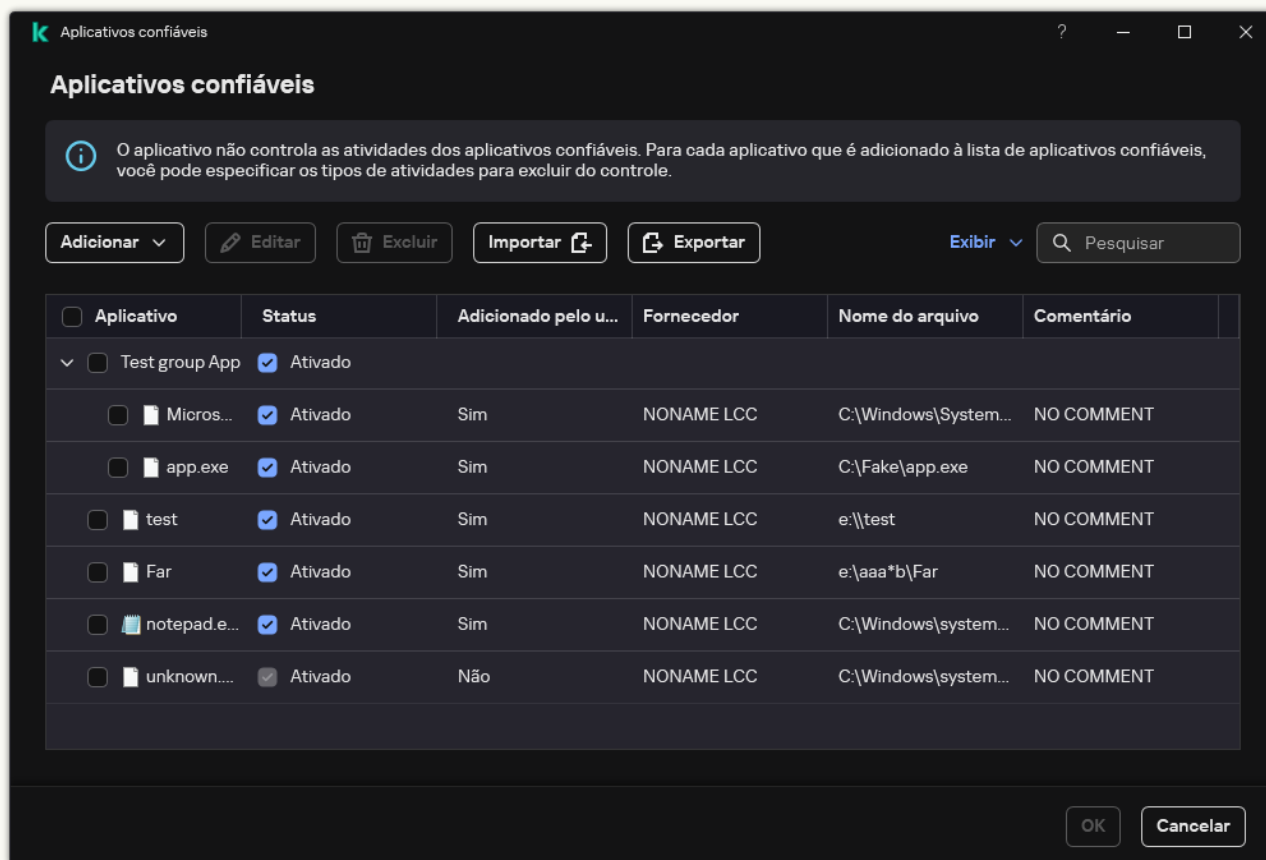 Aplicativos confiáveis
?
Aplicativos confiáveis
O aplicativo não controla as atividades dos aplicativos confiáveis. Para cada aplicativo que é adicionado à lista de aplicativos confiáveis,
você pode especificar os tipos de atividades para excluir do controle.
Adicionar Editar Excluir Importar Exportar Exibir Pesquisar
Aplicativo Status Adicionado pelo u... Fornecedor Nome do arquivo Comentário
Test group App Ativado
Micros... Ativado Sim NONAME LCC C:\Windows\System... NO COMMENT
app.exe Ativado Sim NONAME LCC C:\Fake\app.exe NO COMMENT
test Ativado Sim NONAME LCC e:\\test NO COMMENT
Far Ativado Sim NONAME LCC e:\aaa*b\Far NO COMMENT
notepad.e... Ativado Sim NONAME LCC C:\Windows\system... NO COMMENT
unknown.... Ativado Não NONAME LCC C:\Windows\system... NO COMMENT
OK Cancelar